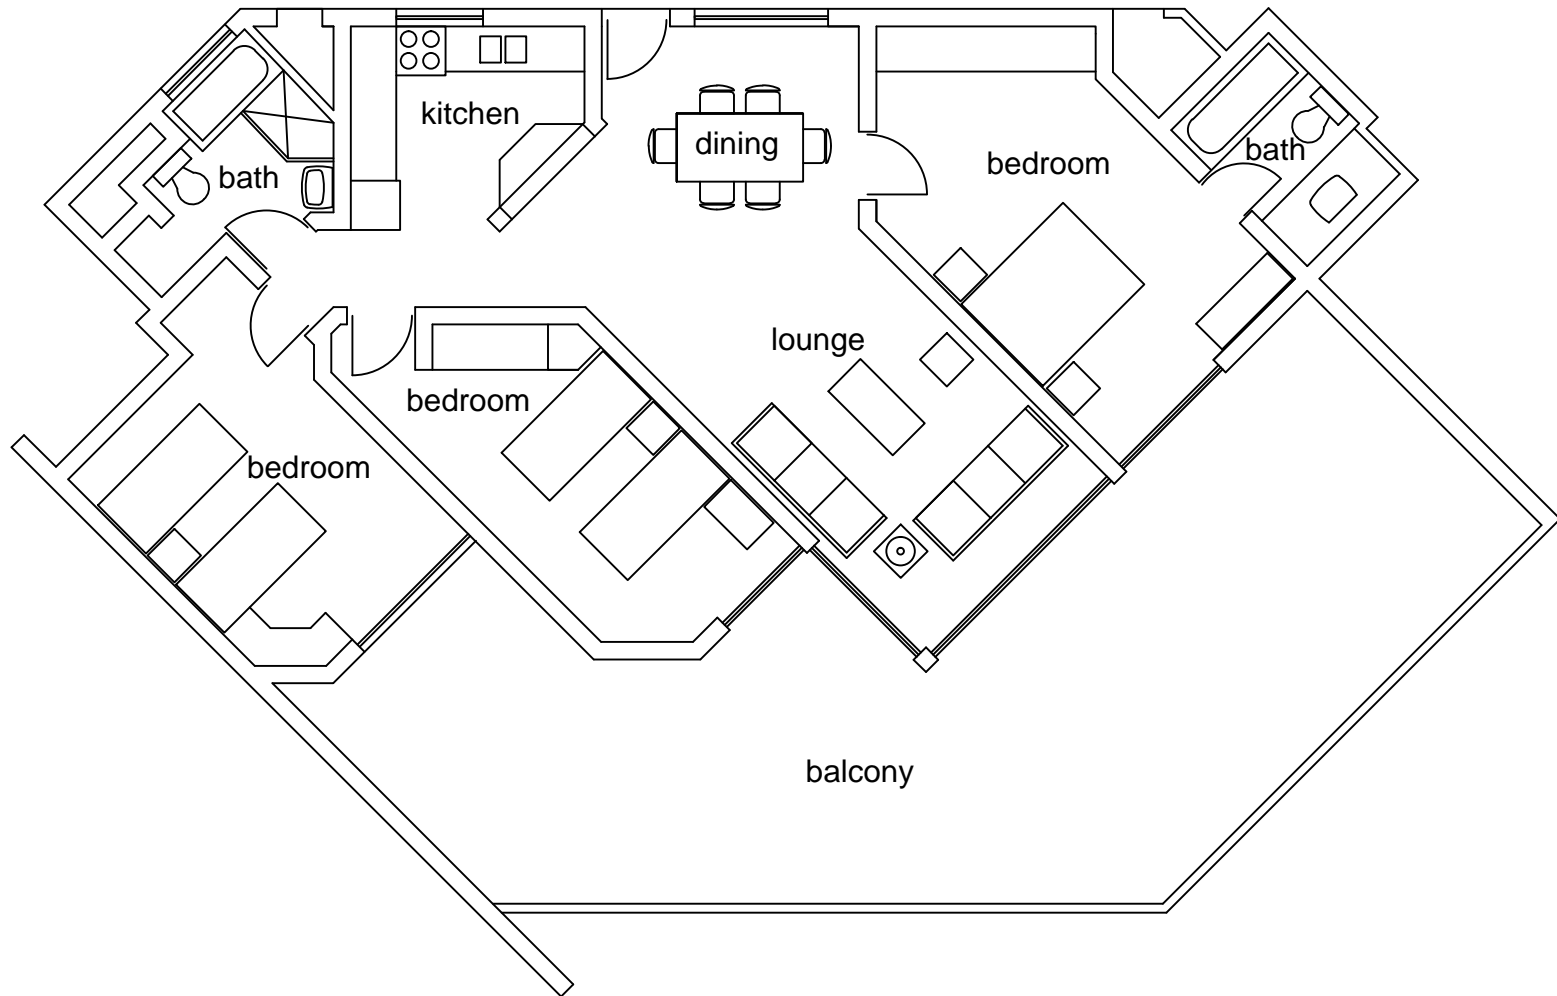 kitchen
dining
bath
bedroom
bath
lounge
bedroom
bedroom
balcony